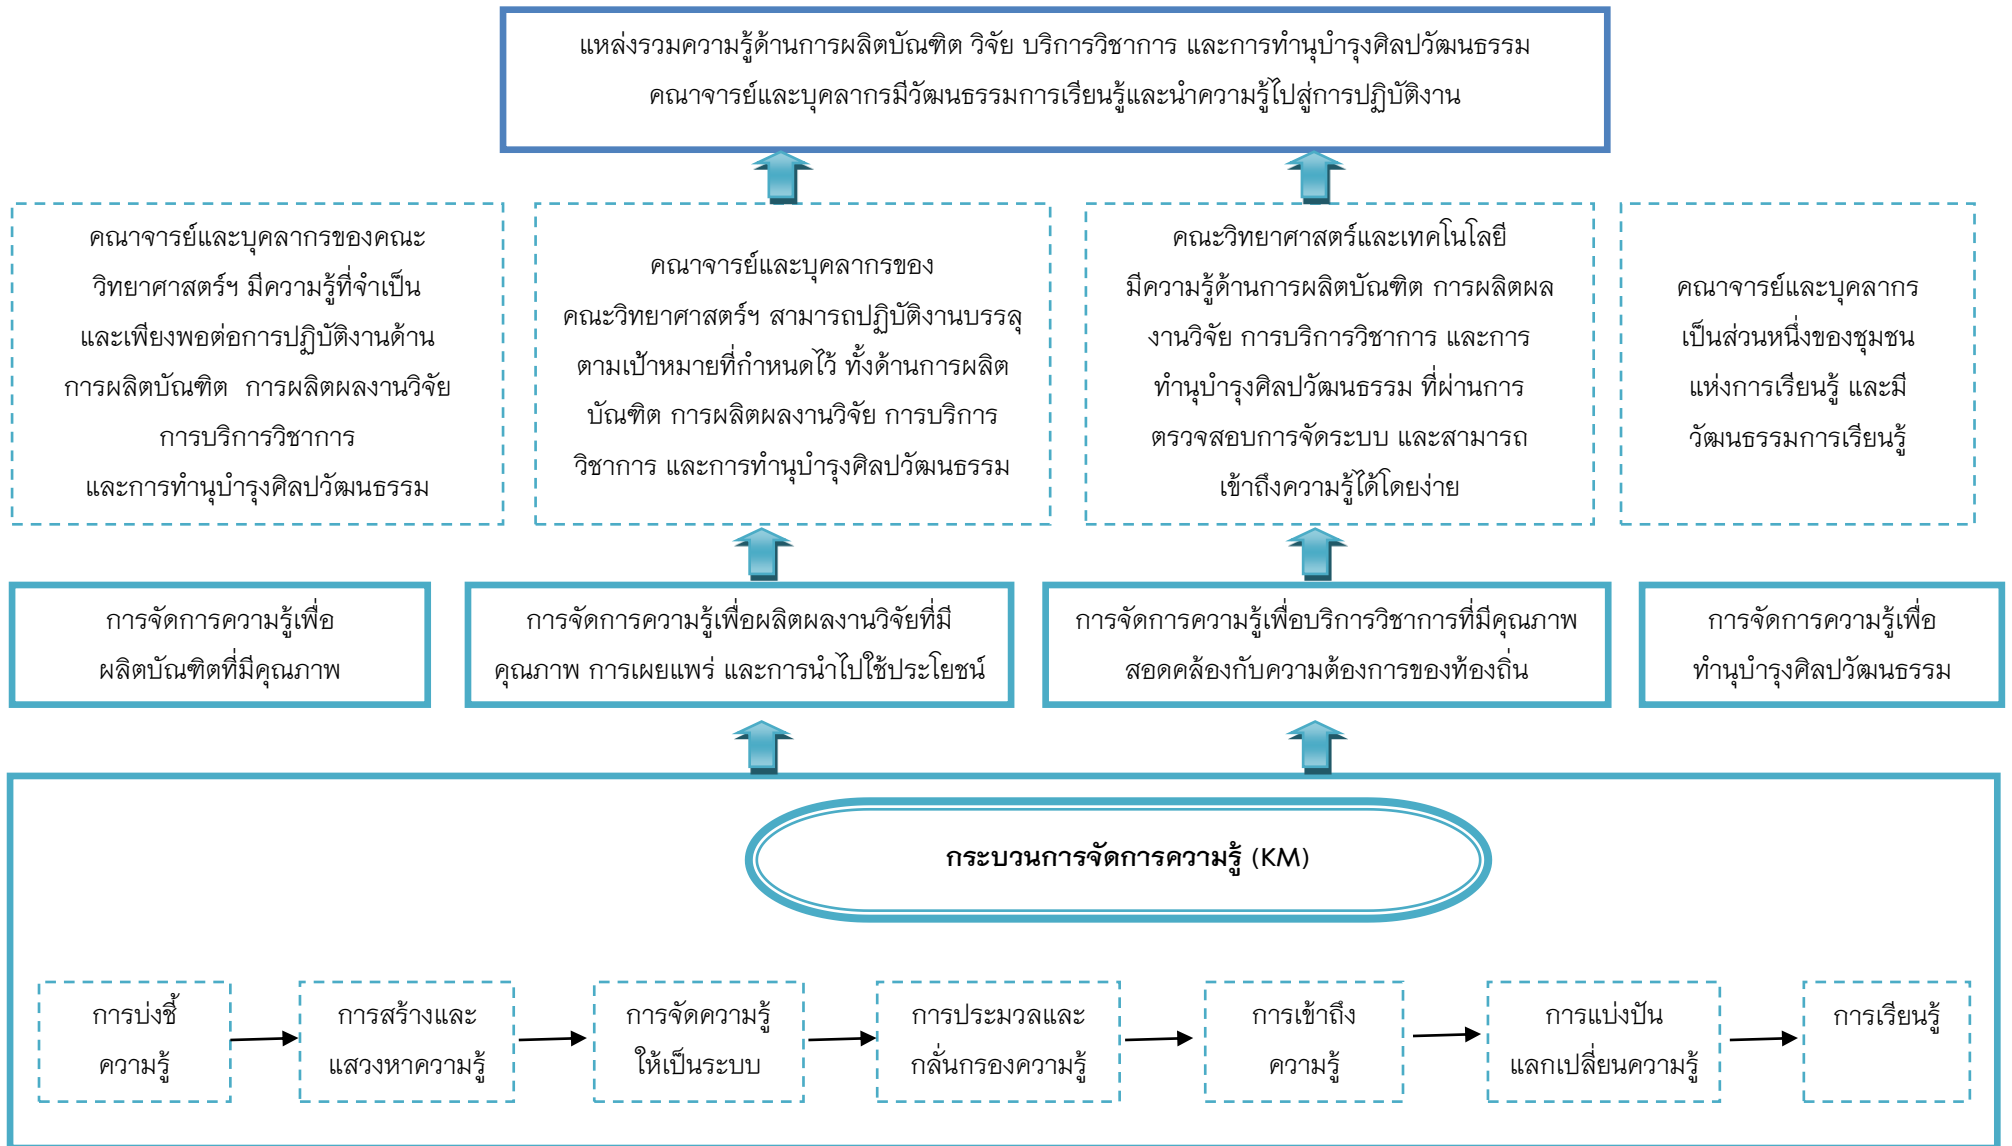 แหล่งรวมความรู้ด้านการผลิตบัณฑิต วิจัย บริการวิชาการ และการทำนุบำรุงศิลปวัฒนธรรม
คณาจารย์และบุคลากรมีวัฒนธรรมการเรียนรู้และนำความรู้ไปสู่การปฏิบัติงาน
คณาจารย์และบุคลากรของคณะ
วิทยาศาสตร์ฯ มีความรู้ที่จำเป็น
และเพียงพอต่อการปฏิบัติงานด้าน
การผลิตบัณฑิต การผลิตผลงานวิจัย
การบริการวิชาการ
และการทำนุบำรุงศิลปวัฒนธรรม
คณาจารย์และบุคลากรของ
คณะวิทยาศาสตร์ฯ สามารถปฏิบัติงานบรรลุ
ตามเป้าหมายที่กำหนดไว้ ทั้งด้านการผลิต
บัณฑิต การผลิตผลงานวิจัย การบริการ
วิชาการ และการทำนุบำรุงศิลปวัฒนธรรม
คณะวิทยาศาสตร์และเทคโนโลยี
มีความรู้ด้านการผลิตบัณฑิต การผลิตผล
งานวิจัย การบริการวิชาการ และการ
ทำนุบำรุงศิลปวัฒนธรรม ที่ผ่านการ
ตรวจสอบการจัดระบบ และสามารถ
เข้าถึงความรู้ได้โดยง่าย
คณาจารย์และบุคลากร
เป็นส่วนหนึ่งของชุมชน
แห่งการเรียนรู้ และมี
วัฒนธรรมการเรียนรู้
การจัดการความรู้เพื่อ
ผลิตบัณฑิตที่มีคุณภาพ
การจัดการความรู้เพื่อผลิตผลงานวิจัยที่มี
คุณภาพ การเผยแพร่ และการนำไปใช้ประโยชน์
การจัดการความรู้เพื่อบริการวิชาการที่มีคุณภาพ
สอดคล้องกับความต้องการของท้องถิ่น
การจัดการความรู้เพื่อ
ทำนุบำรุงศิลปวัฒนธรรม
กระบวนการจัดการความรู้ (KM)
การบ่งชี้
ความรู้
การสร้างและ
แสวงหาความรู้
การจัดความรู้
ให้เป็นระบบ
การประมวลและ
กลั่นกรองความรู้
การเข้าถึง
ความรู้
การแบ่งปัน
แลกเปลี่ยนความรู้
การเรียนรู้